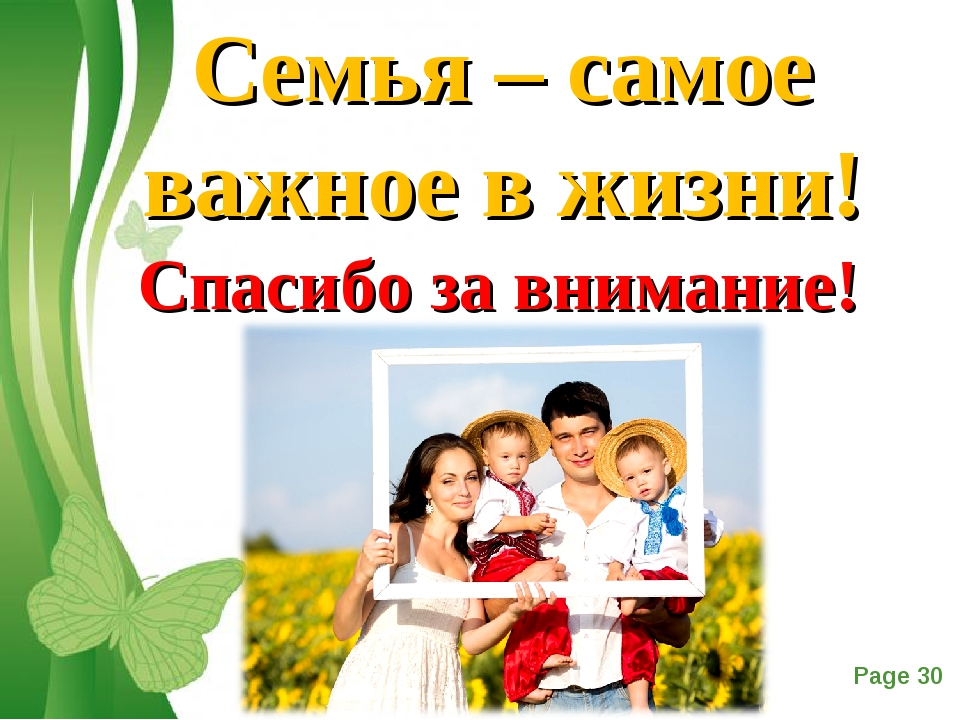 Семья – самое
важное в жизни!
Спасибо за внимание!
Page 30